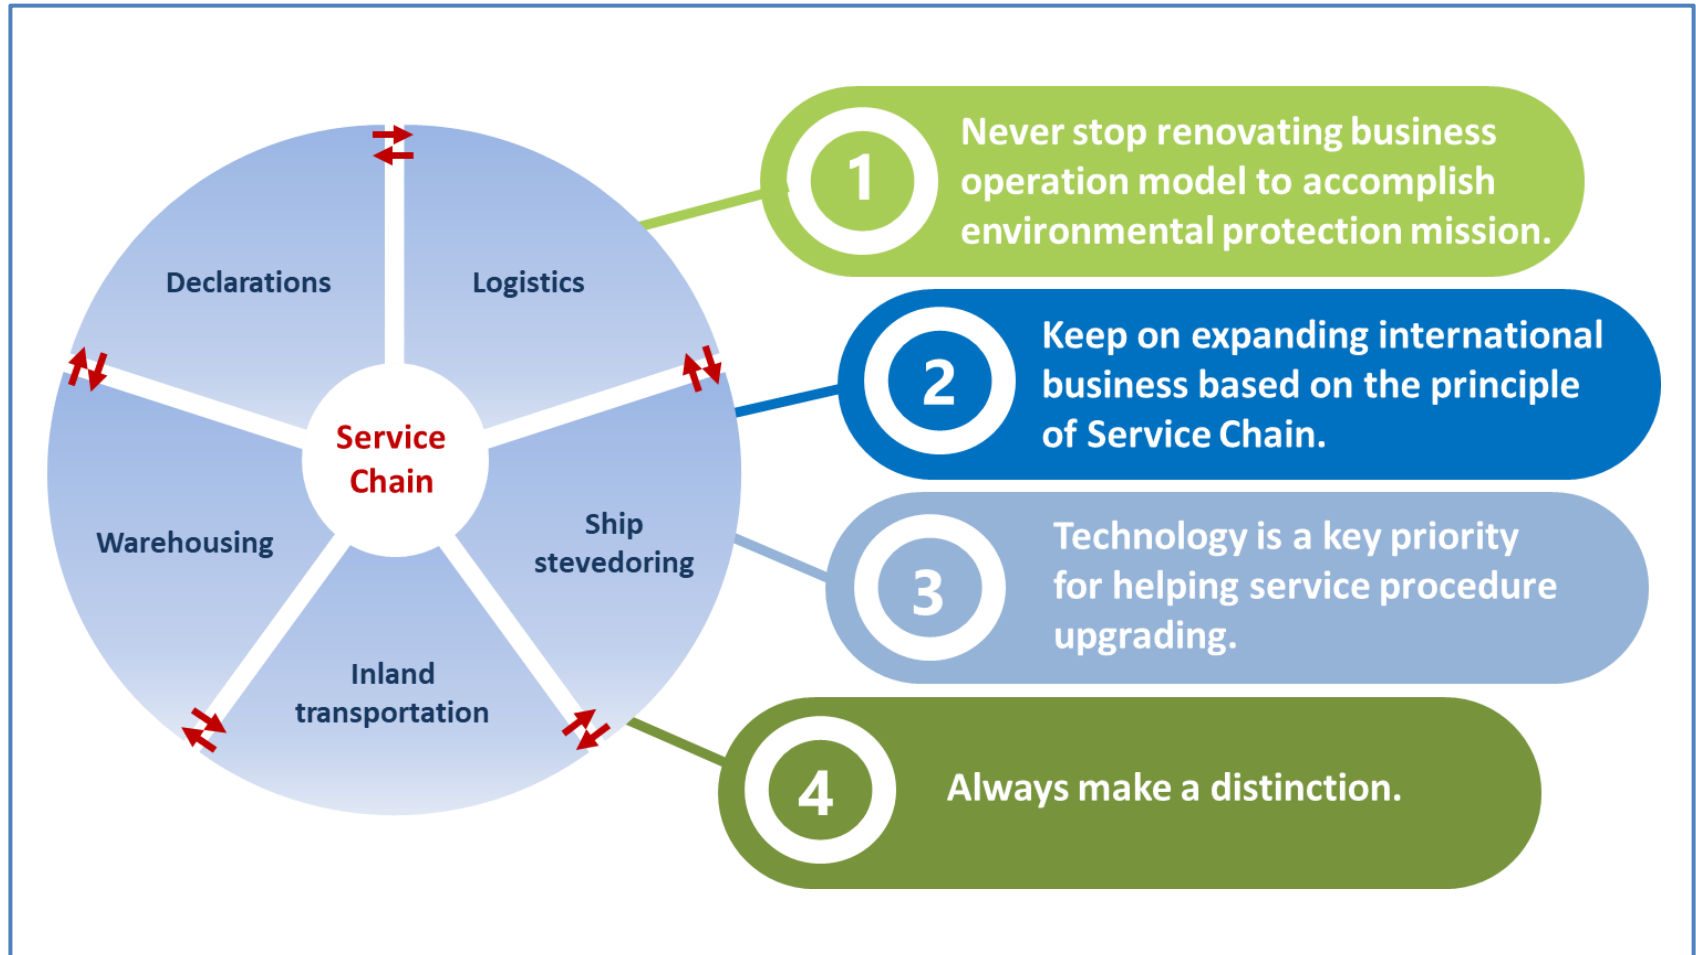 Declarations
Logistics
Service
Chain
Warehousing
Ship
stevedoring
Inland
transportation
1
Never stop renovating business
operation model to accomplish
environmental protection mission.
2
Keep on expanding international
business based on the principle
of Service Chain.
3
Technology is a key priority
for helping service procedure
upgrading.
4
Always make a distinction.